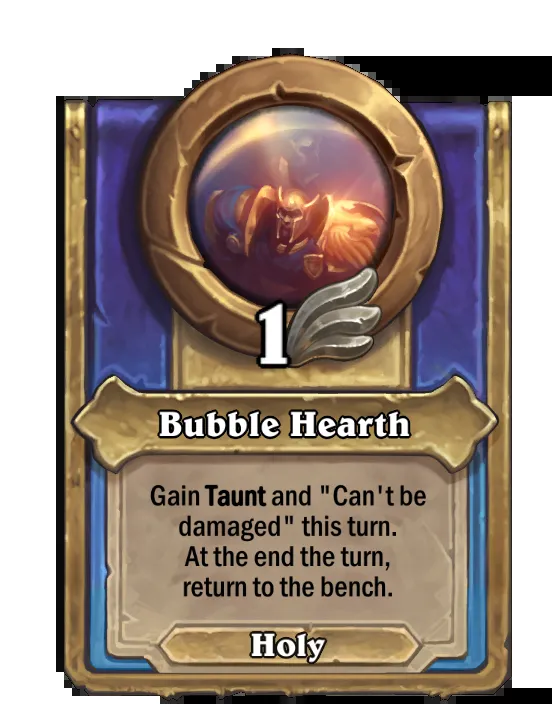 1
Bubble Hearth
Gain Taunt and "Can't be
damaged" this turn.
At the end the turn,
return to the bench.
Holy